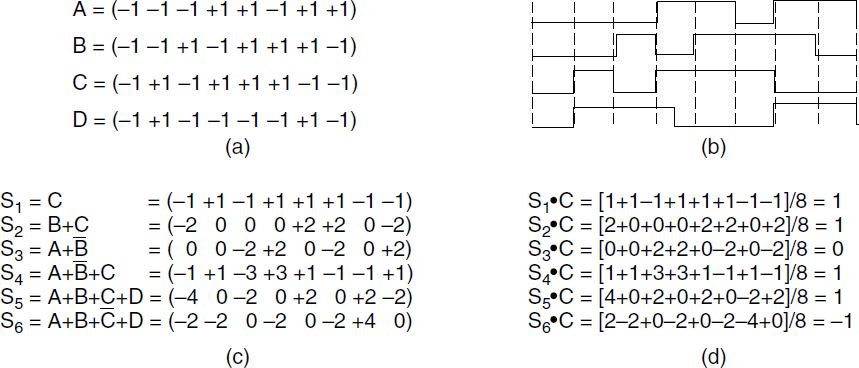 A = (–1 –1 –1 +1 +1 –1 +1 +1)
B = (–1 –1 +1 –1 +1 +1 +1 –1)
C = (–1 +1 –1 +1 +1 +1 –1 –1)
D = (–1 +1 –1 –1 –1 –1 +1 –1)
(a)
(b)
S₁ = C = (–1 +1 –1 +1 +1 +1 –1 –1)
S₂ = B+C = (–2 0 0 0 +2 +2 0 –2)
S₃ = A+B̅ = ( 0 0 –2 +2 0 –2 0 +2)
S₄ = A+B̅+C = (–1 +1 –3 +3 +1 –1 –1 +1)
S₅ = A+B+C+D = (–4 0 –2 0 +2 0 +2 –2)
S₆ = A+B+C̅+D = (–2 –2 0 –2 0 –2 +4 0)
(c)
S₁•C = [1+1–1+1+1+1–1–1]/8 = 1
S₂•C = [2+0+0+0+2+2+0+2]/8 = 1
S₃•C = [0+0+2+2+0–2+0–2]/8 = 0
S₄•C = [1+1+3+3+1–1+1–1]/8 = 1
S₅•C = [4+0+2+0+2+0–2+2]/8 = 1
S₆•C = [2–2+0–2+0–2–4+0]/8 = –1
(d)